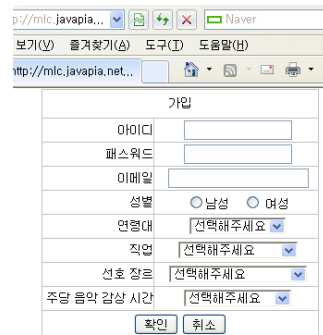 p://mlc.javapia... Naver
보기(V) 즐겨찾기(A) 도구(T) 도움말(H)
http://mlc.javapia.net...
가입
아이디
패스워드
이메일
성별 남성 여성
연령대 선택해주세요
직업 선택해주세요
선호 장르 선택해주세요
주당 음악 감상 시간 선택해주세요
확인 취소